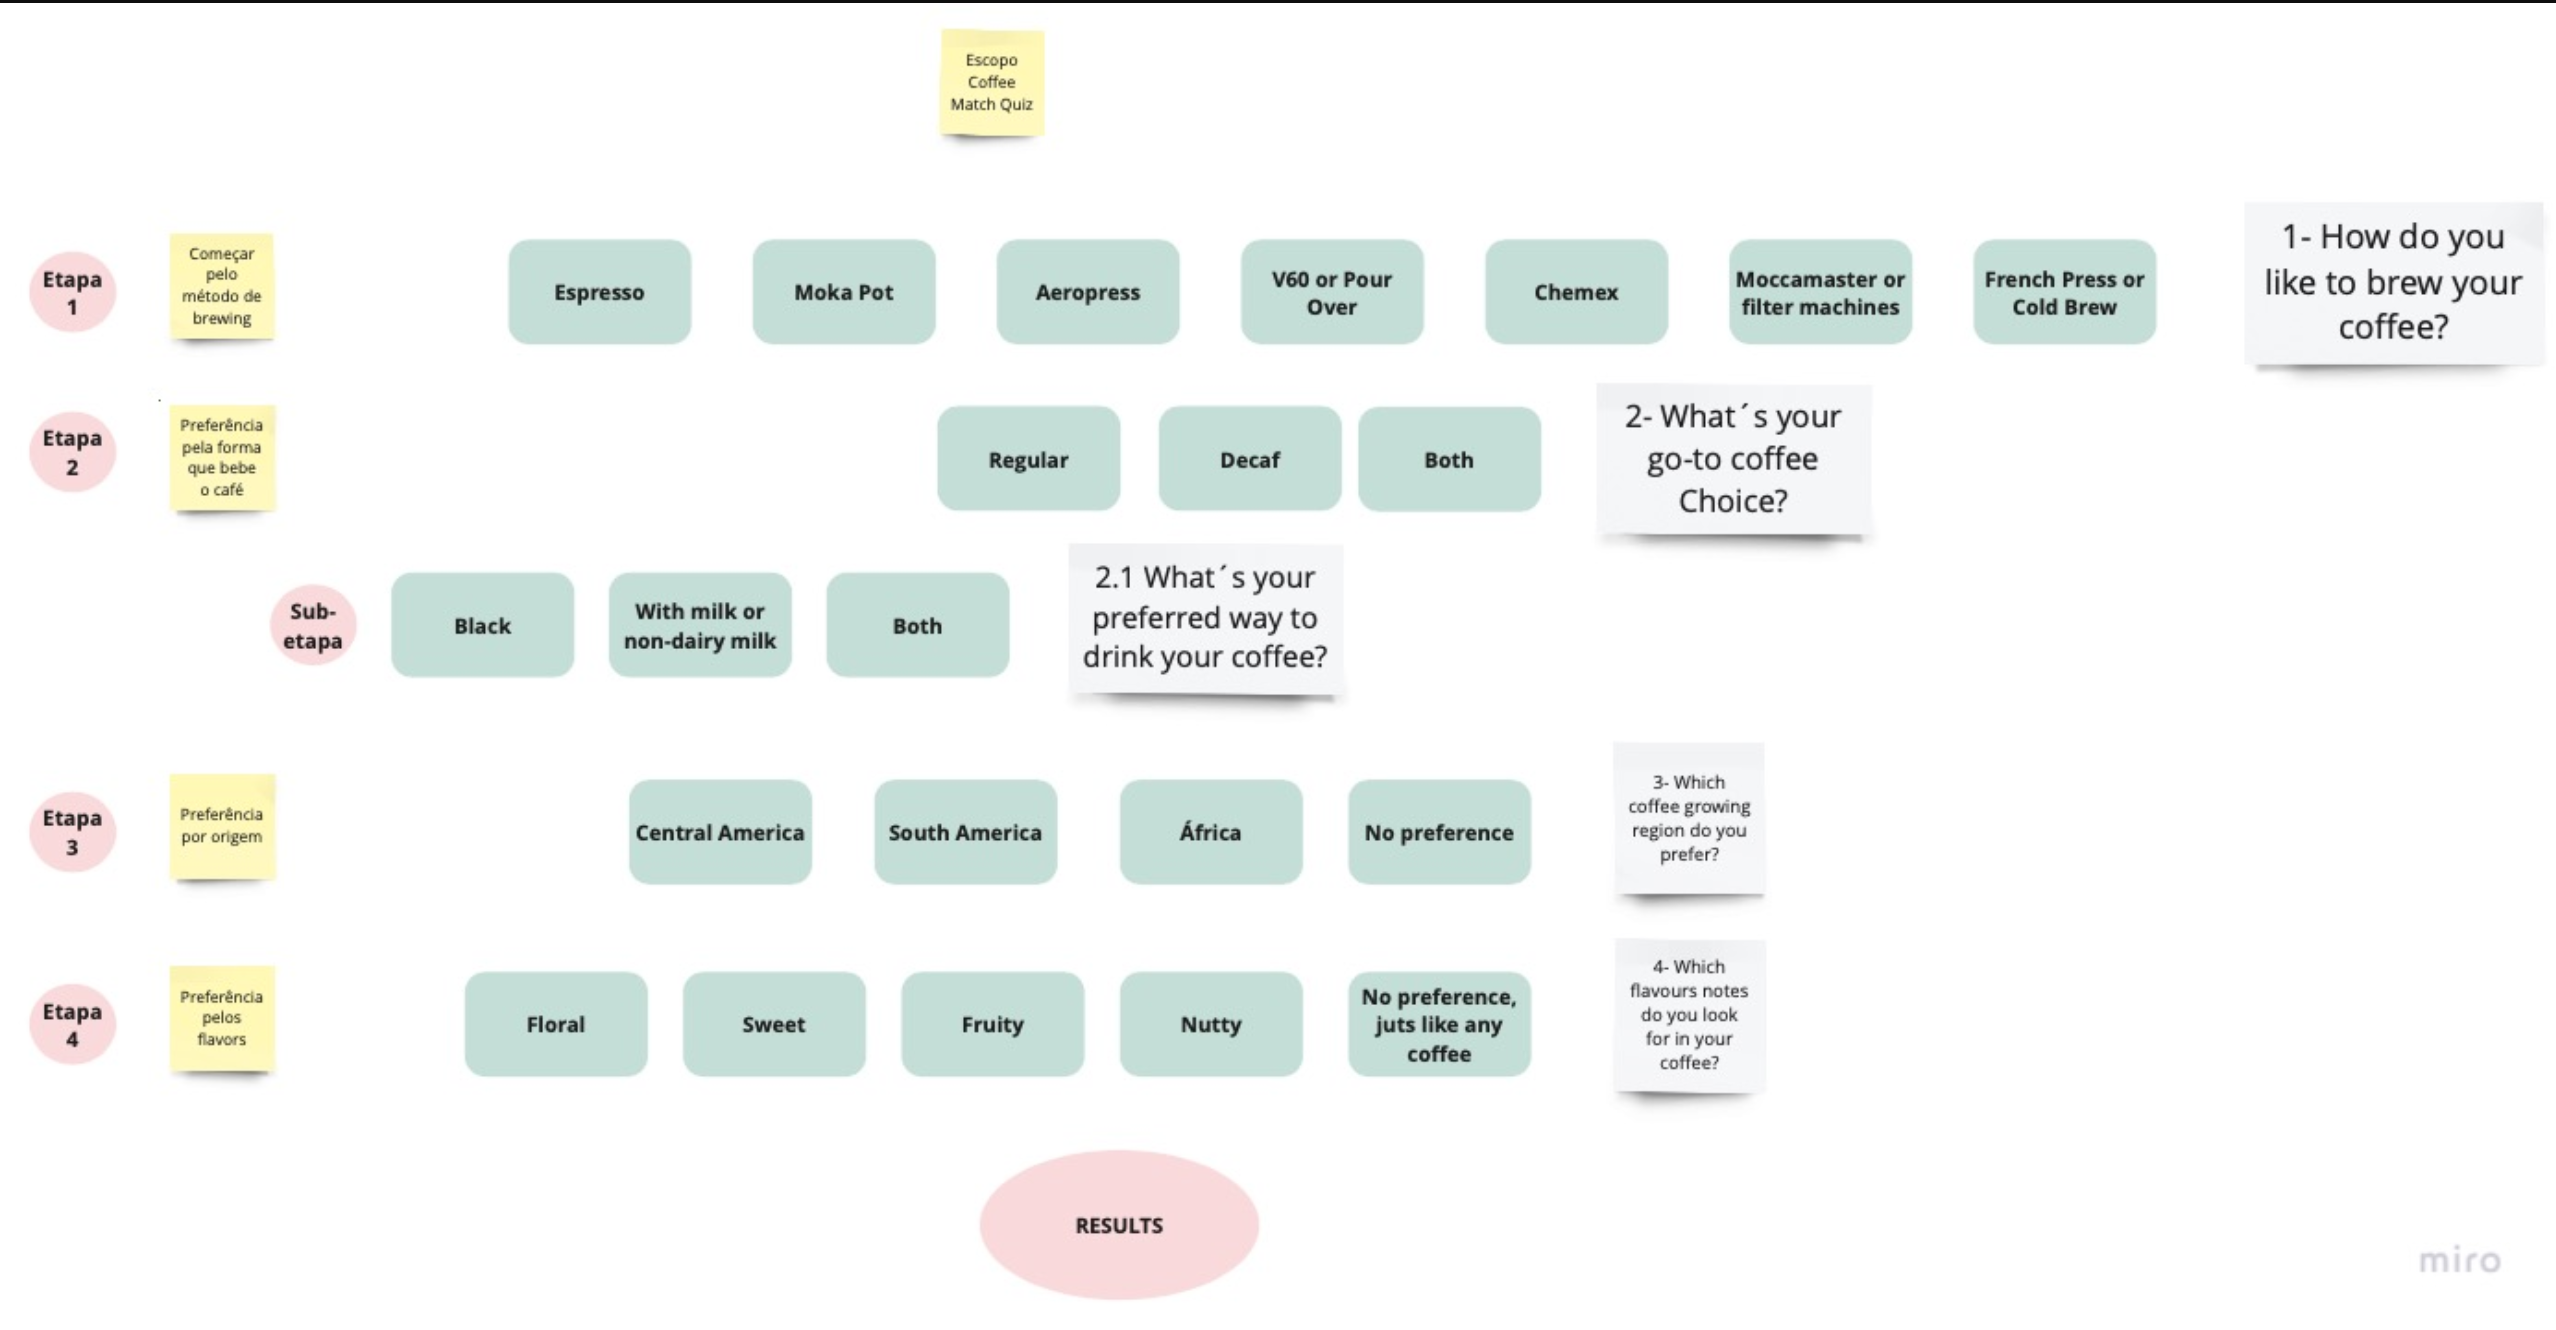 Escopo
Coffee
Match Quiz
Etapa
1
Começar
pelo
método de
brewing
Espresso
Moka Pot
Aeropress
V60 or Pour
Over
Chemex
Moccamaster or
filter machines
French Press or
Cold Brew
1- How do you
like to brew your
coffee?
Etapa
2
Preferência
pela forma
que bebe
o café
Regular
Decaf
Both
2- What´s your
go-to coffee
Choice?
Sub-
etapa
Black
With milk or
non-dairy milk
Both
2.1 What´s your
preferred way to
drink your coffee?
Etapa
3
Preferência
por origem
Central America
South America
África
No preference
3- Which
coffee growing
region do you
prefer?
Etapa
4
Preferência
pelos
flavors
Floral
Sweet
Fruity
Nutty
No preference,
juts like any
coffee
4- Which
flavours notes
do you look
for in your
coffee?
RESULTS
miro